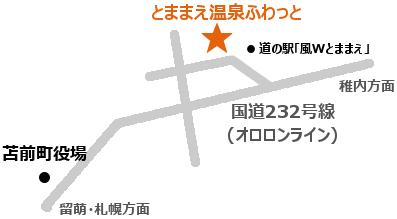 とままえ温泉ふわっと
道の駅「風Wとままえ」
稚内方面
国道232号線
(オロロンライン)
苫前町役場
留萌・札幌方面